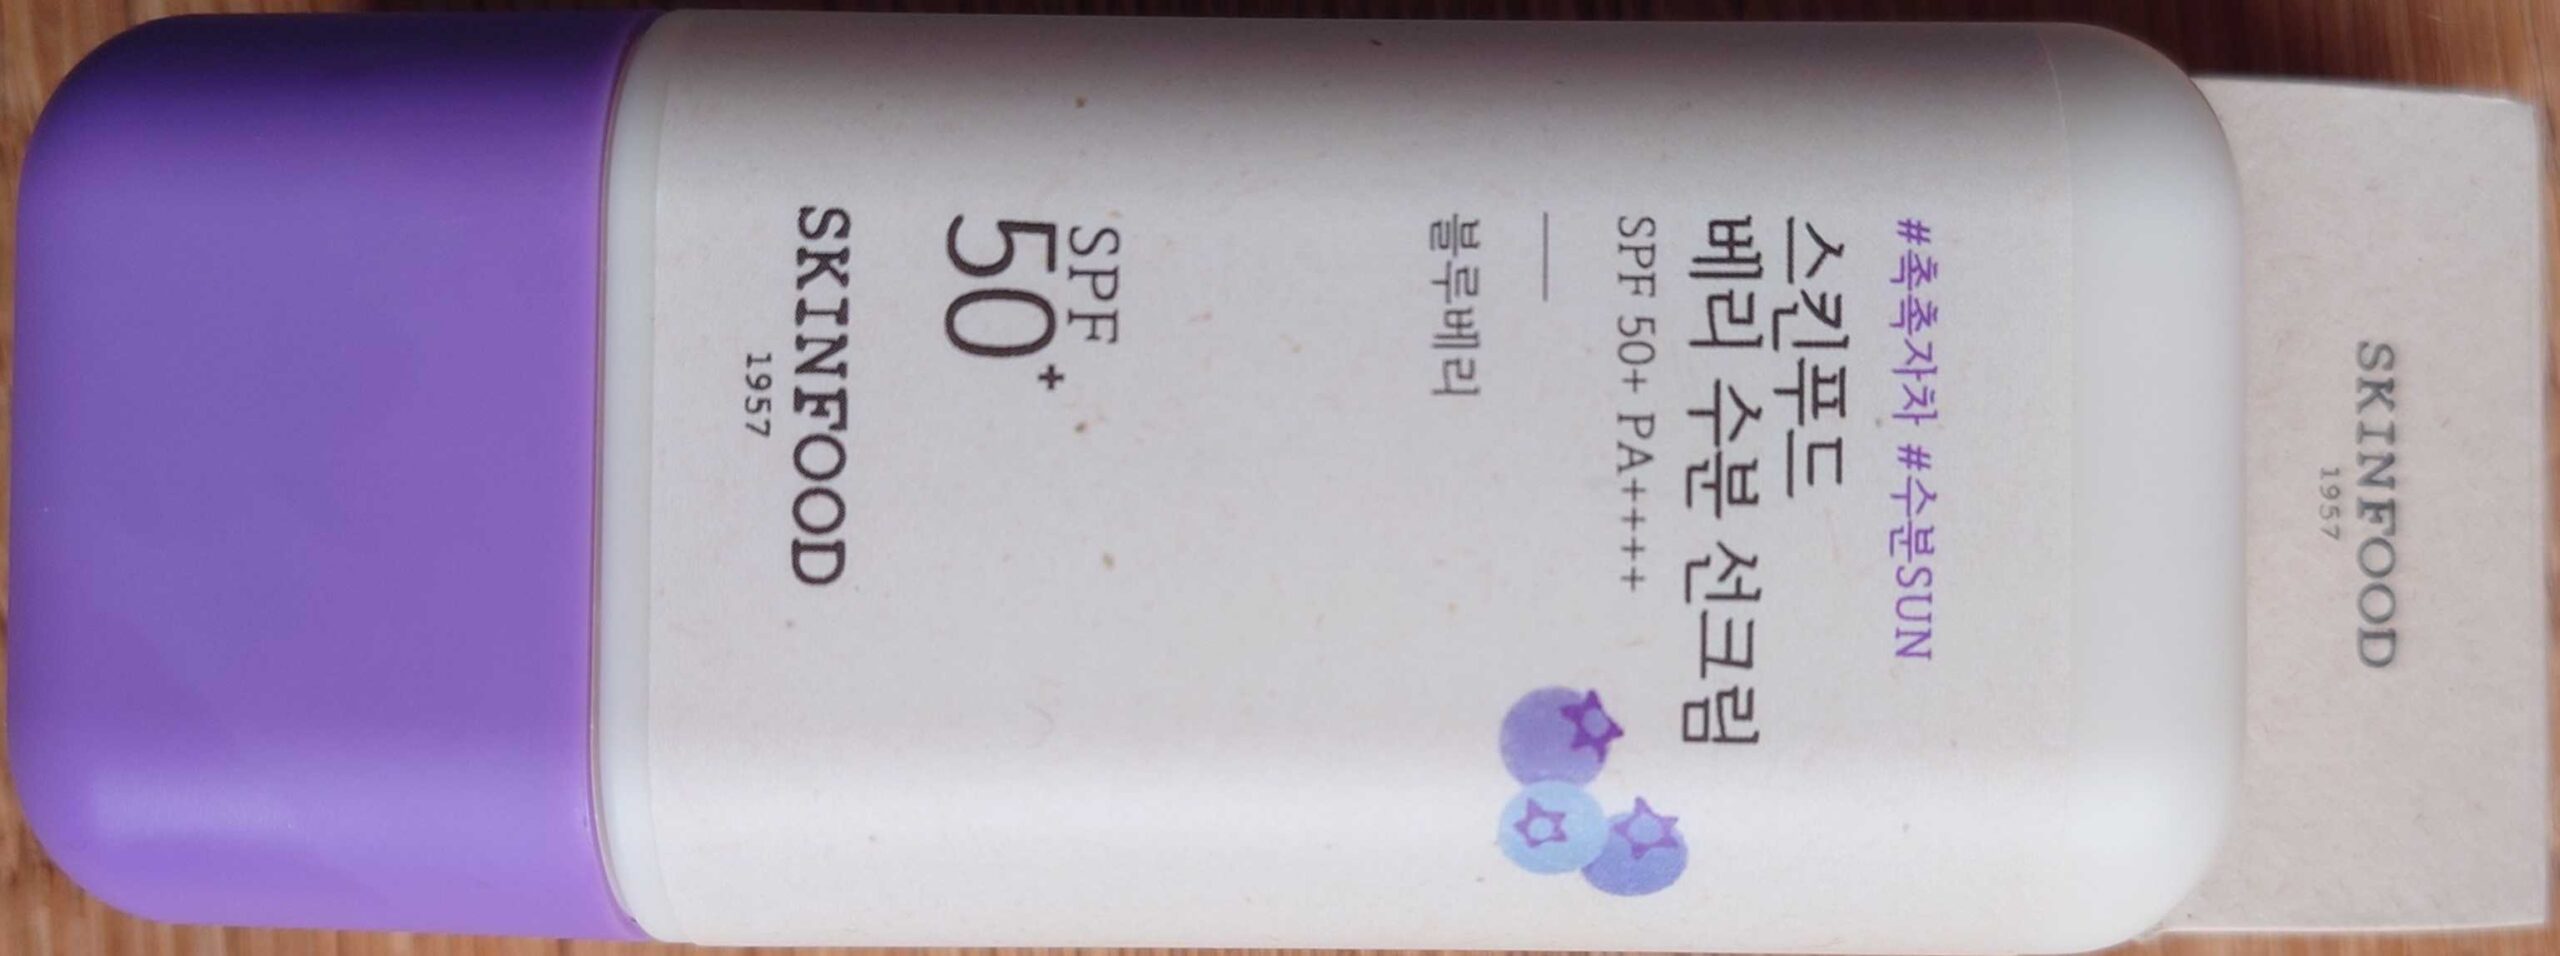 #촉촉자차 #수분SUN
스킨푸드
베리 수분 선크림
SPF 50+ PA++++
블루베리
SPF
50+
SKINFOOD
1957
SKINFOOD
1957